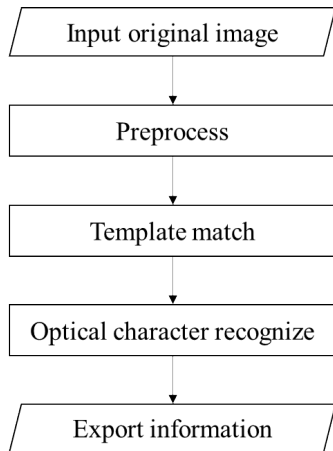 Input original image
Preprocess
Template match
Optical character recognize
Export information